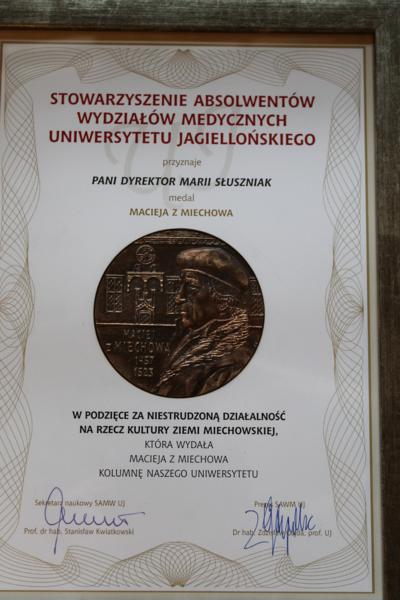 STOWARZYSZENIE ABSOLWENTÓW
WYDZIAŁÓW MEDYCZNYCH
UNIWERSYTETU JAGIELLOŃSKIEGO
przyznaje
PANI DYREKTOR MARII SŁUSZNIAK
medal
MACIEJA Z MIECHOWA
MACIEJ
z MIECHOWA
1457
1523
W PODZIĘCE ZA NIESTRUDZONĄ DZIAŁALNOŚĆ
NA RZECZ KULTURY ZIEMI MIECHOWSKIEJ,
KTÓRA WYDAŁA
MACIEJA Z MIECHOWA
KOLUMNĘ NASZEGO UNIWERSYTETU
Sekretarz naukowy SAMW UJ
Prezes SAWM UJ
Prof. dr hab. Stanisław Kwiatkowski
Dr hab. prof. UJ